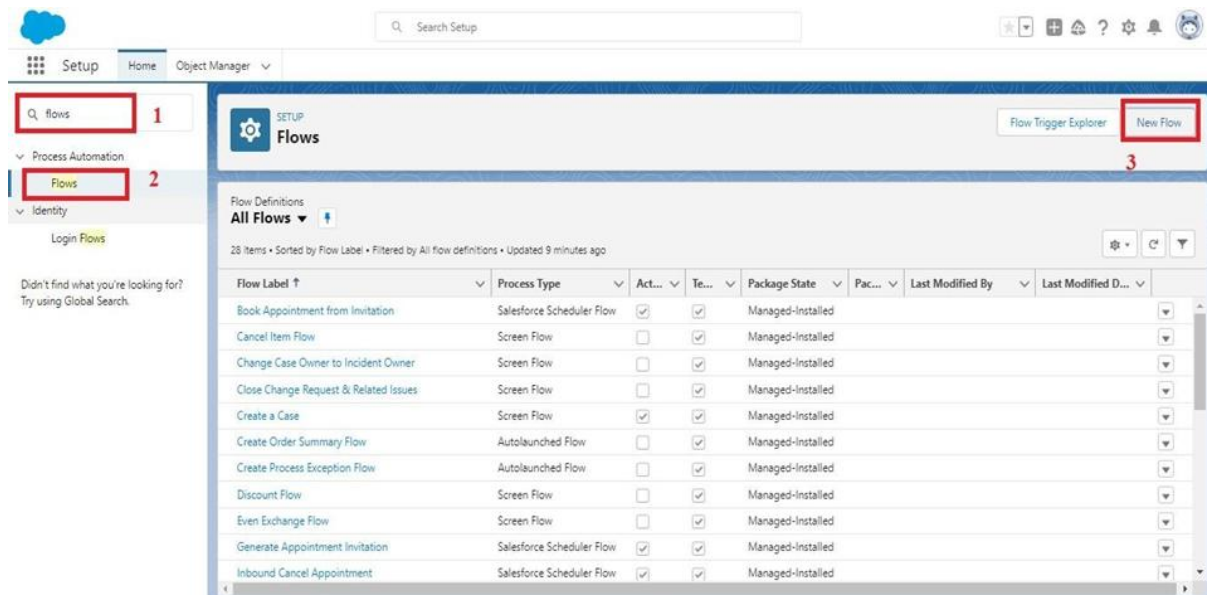 Search Setup
Setup Home Object Manager
flows 1
Process Automation
Flows 2
Identity
Login Flows
Didn't find what you're looking for?
Try using Global Search.
SETUP
Flows
Flow Trigger Explorer New Flow
3
Flow Definitions
All Flows
28 items • Sorted by Flow Label • Filtered by All flow definitions • Updated 9 minutes ago
Flow Label ↑ Process Type Act... Te... Package State Pac... Last Modified By Last Modified D...
Book Appointment from Invitation Salesforce Scheduler Flow Managed-Installed
Cancel Item Flow Screen Flow Managed-Installed
Change Case Owner to Incident Owner Screen Flow Managed-Installed
Close Change Request & Related Issues Screen Flow Managed-Installed
Create a Case Screen Flow Managed-Installed
Create Order Summary Flow Autolaunched Flow Managed-Installed
Create Process Exception Flow Autolaunched Flow Managed-Installed
Discount Flow Screen Flow Managed-Installed
Even Exchange Flow Screen Flow Managed-Installed
Generate Appointment Invitation Salesforce Scheduler Flow Managed-Installed
Inbound Cancel Appointment Salesforce Scheduler Flow Managed-Installed